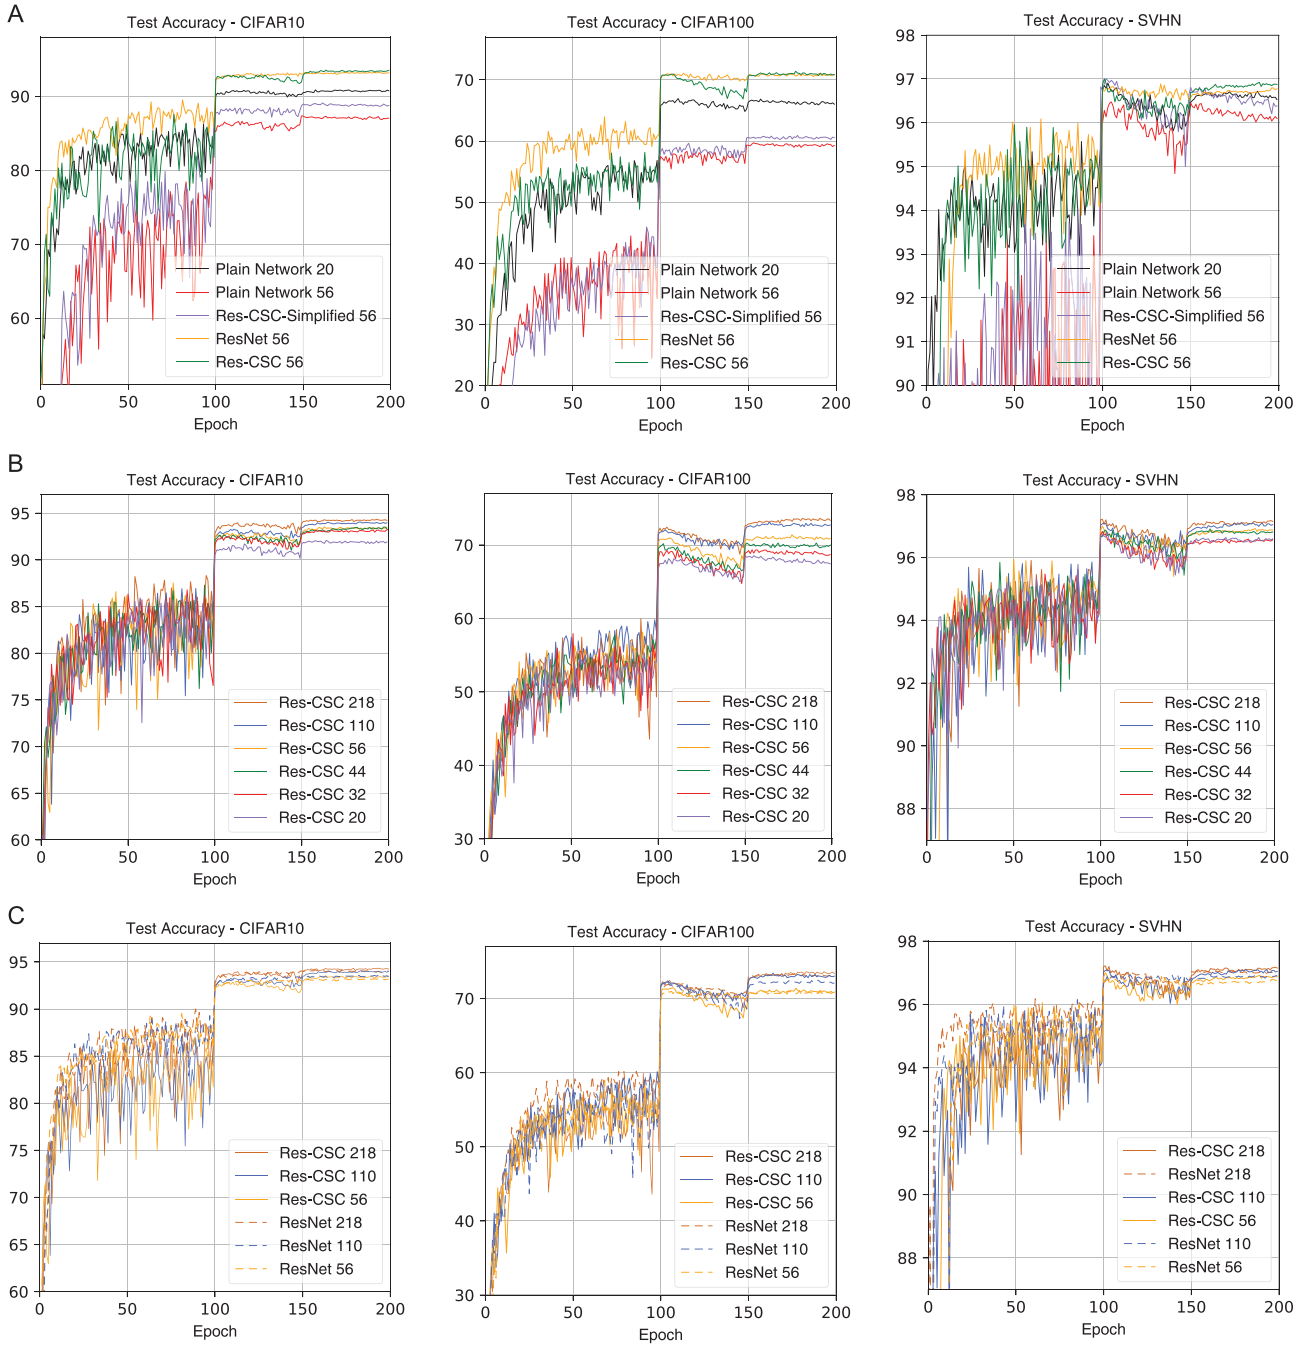 A
Test Accuracy - CIFAR10
90
80
70
60
0
50
100
150
200
Epoch
Plain Network 20
Plain Network 56
Res-CSC-Simplified 56
ResNet 56
Res-CSC 56
Test Accuracy - CIFAR100
70
60
50
40
30
20
0
50
100
150
200
Epoch
Plain Network 20
Plain Network 56
Res-CSC-Simplified 56
ResNet 56
Res-CSC 56
Test Accuracy - SVHN
98
97
96
95
94
93
92
91
90
0
50
100
150
200
Epoch
Plain Network 20
Plain Network 56
Res-CSC-Simplified 56
ResNet 56
Res-CSC 56
B
Test Accuracy - CIFAR10
95
90
85
80
75
70
65
60
0
50
100
150
200
Epoch
Res-CSC 218
Res-CSC 110
Res-CSC 56
Res-CSC 44
Res-CSC 32
Res-CSC 20
Test Accuracy - CIFAR100
70
60
50
40
30
0
50
100
150
200
Epoch
Res-CSC 218
Res-CSC 110
Res-CSC 56
Res-CSC 44
Res-CSC 32
Res-CSC 20
Test Accuracy - SVHN
98
96
94
92
90
88
0
50
100
150
200
Epoch
Res-CSC 218
Res-CSC 110
Res-CSC 56
Res-CSC 44
Res-CSC 32
Res-CSC 20
C
Test Accuracy - CIFAR10
95
90
85
80
75
70
65
60
0
50
100
150
200
Epoch
Res-CSC 218
Res-CSC 110
Res-CSC 56
ResNet 218
ResNet 110
ResNet 56
Test Accuracy - CIFAR100
70
60
50
40
30
0
50
100
150
200
Epoch
Res-CSC 218
Res-CSC 110
Res-CSC 56
ResNet 218
ResNet 110
ResNet 56
Test Accuracy - SVHN
98
96
94
92
90
88
0
50
100
150
200
Epoch
Res-CSC 218
ResNet 218
Res-CSC 110
Res-CSC 56
ResNet 110
ResNet 56